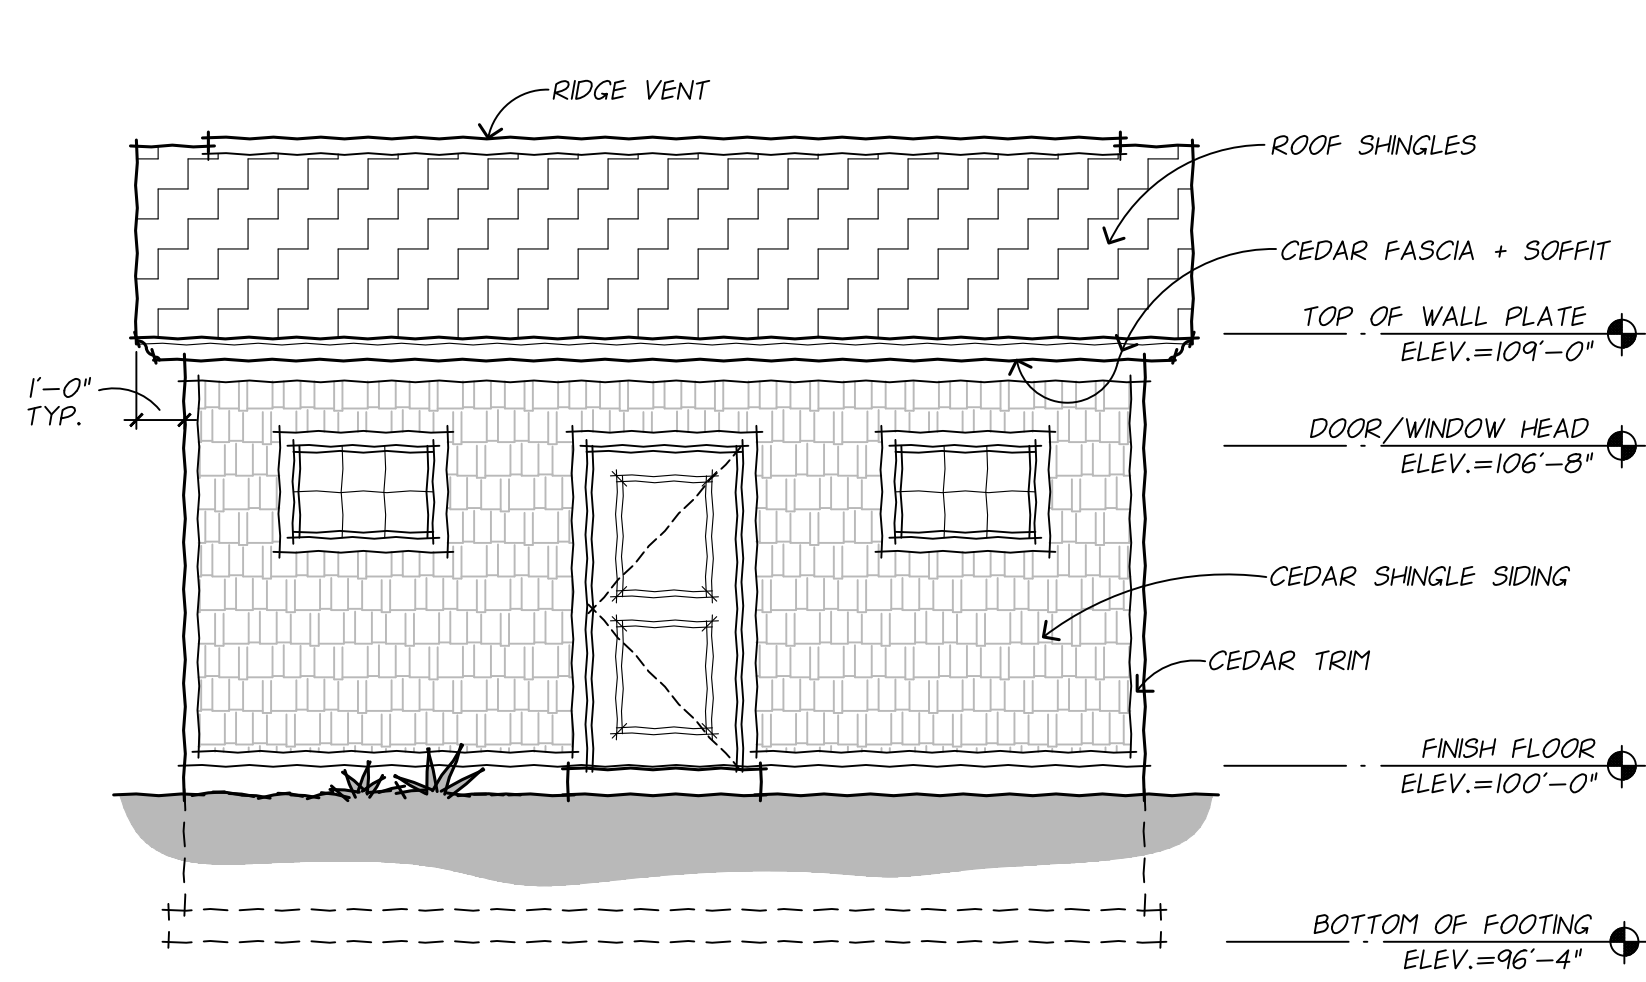 RIDGE VENT
ROOF SHINGLES
CEDAR FASCIA + SOFFIT
TOP OF WALL PLATE
ELEV.=109'-0"
1'-0"
TYP.
DOOR/WINDOW HEAD
ELEV.=106'-8"
CEDAR SHINGLE SIDING
CEDAR TRIM
FINISH FLOOR
ELEV.=100'-0"
BOTTOM OF FOOTING
ELEV.=96'-4"